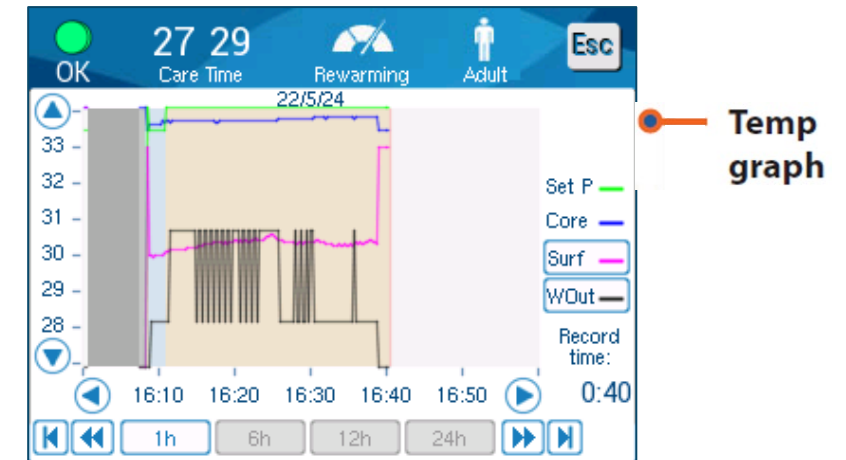 27 29
Esc
OK
Care Time
Rewarming
Adult
22/5/24
33
32
31
30
29
28
Set P
Core
Surf
WOut
Record
time:
0:40
16:10 16:20 16:30 16:40 16:50
1h 6h 12h 24h
Temp
graph